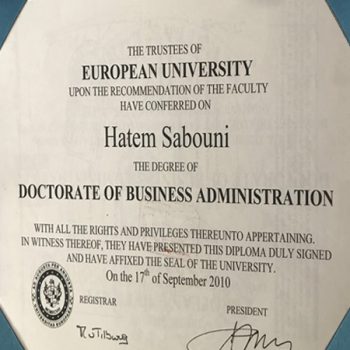 THE TRUSTEES OF
EUROPEAN UNIVERSITY
UPON THE RECOMMENDATION OF THE FACULTY
HAVE CONFERRED ON
Hatem Sabouni
THE DEGREE OF
DOCTORATE OF BUSINESS ADMINISTRATION
WITH ALL THE RIGHTS AND PRIVILEGES THEREUNTO APPERTAINING.
IN WITNESS THEREOF, THEY HAVE PRESENTED THIS DIPLOMA DULY SIGNED
AND HAVE AFFIXED THE SEAL OF THE UNIVERSITY.
On the 17th of September 2010
REGISTRAR
PRESIDENT